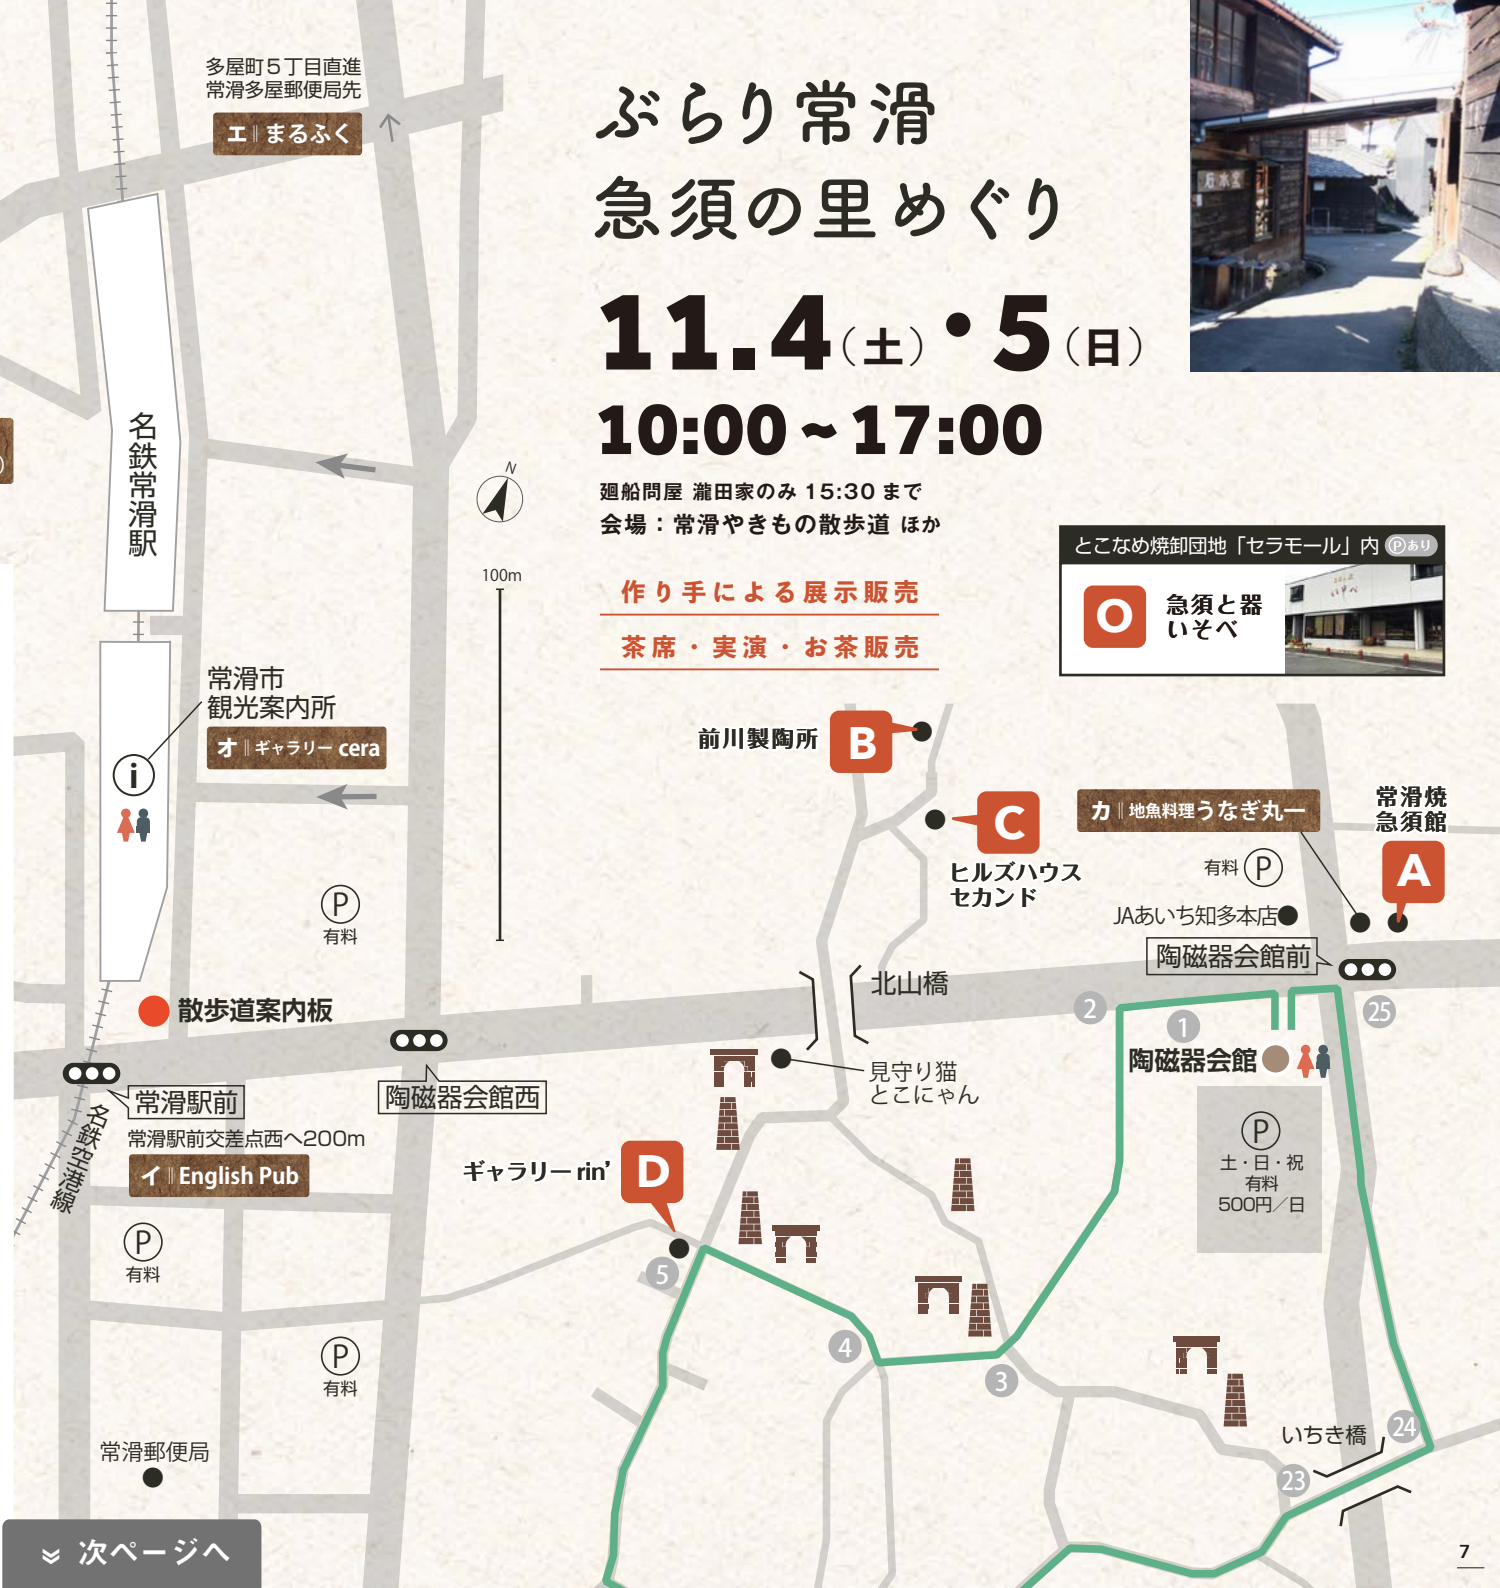 多屋町5丁目直進
常滑多屋郵便局先
エ まるふく
ぶらり常滑
急須の里めぐり
11.4（土）・5（日）
10:00～17:00
廻船問屋 瀧田家のみ 15:30 まで
会場：常滑やきもの散歩道 ほか
作り手による展示販売
茶席・実演・お茶販売
とこなめ焼卸団地「セラモール」内 Ⓟあり
O
急須と器
いそべ
名鉄常滑駅
N
100m
常滑市
観光案内所
オ ギャラリー cera
i
前川製陶所
B
C
ヒルズハウス
セカンド
カ 地魚料理うなぎ丸一
常滑焼
急須館
A
有料 P
JAあいち知多本店
陶磁器会館前
P
有料
北山橋
2
1
25
散歩道案内板
陶磁器会館
見守り猫
とこにゃん
陶磁器会館西
常滑駅前
常滑駅前交差点西へ200m
イ English Pub
名鉄空港線
P
土・日・祝
有料
500円／日
ギャラリー rin’
D
P
有料
5
4
3
P
有料
いちき橋
24
23
常滑郵便局
次ページへ
7